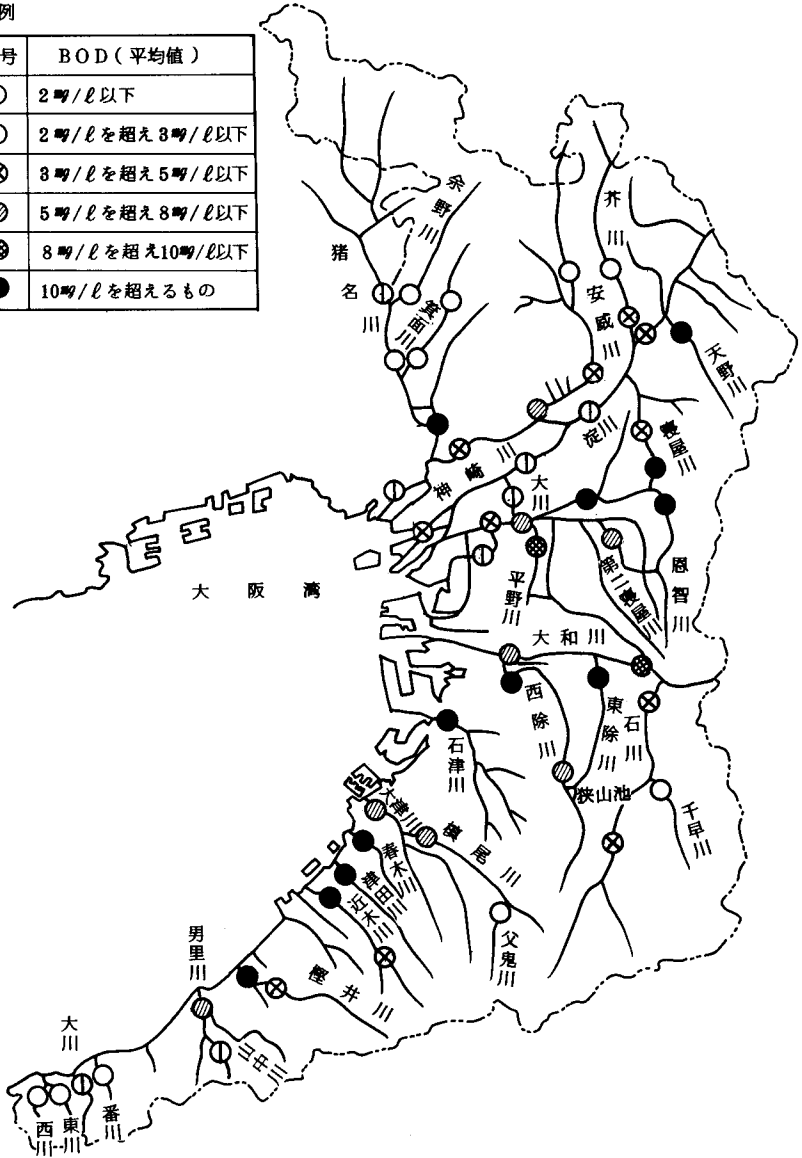 例
号 BOD(平均値)
2㎎/ℓ以下
2㎎/ℓを超え3㎎/ℓ以下
3㎎/ℓを超え5㎎/ℓ以下
5㎎/ℓを超え8㎎/ℓ以下
8㎎/ℓを超え10㎎/ℓ以下
10㎎/ℓを超えるもの
余野川
芥川
猪名川
箕面川
安威川
天野川
淀川
寝屋川
神崎川
大川
大阪湾
平野川
第二寝屋川
恩智川
大和川
西除川
東除川
石川
石津川
狭山池
千早川
大津川
槇尾川
春木川
津田川
近木川
父鬼川
男里川
樫井川
山中川
大川
番川
東川
西川